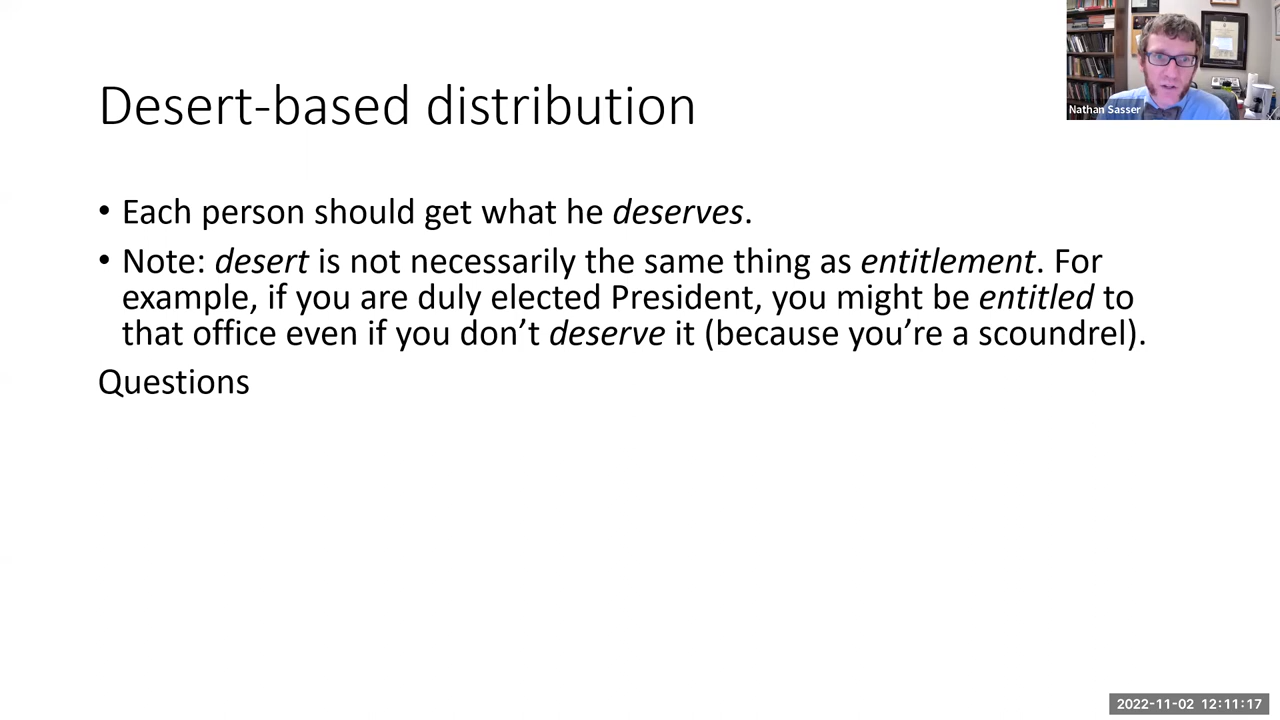 Desert-based distribution
Nathan Sasser
• Each person should get what he deserves.
• Note: desert is not necessarily the same thing as entitlement. For
example, if you are duly elected President, you might be entitled to
that office even if you don’t deserve it (because you’re a scoundrel).
Questions
2022-11-02 12:11:17